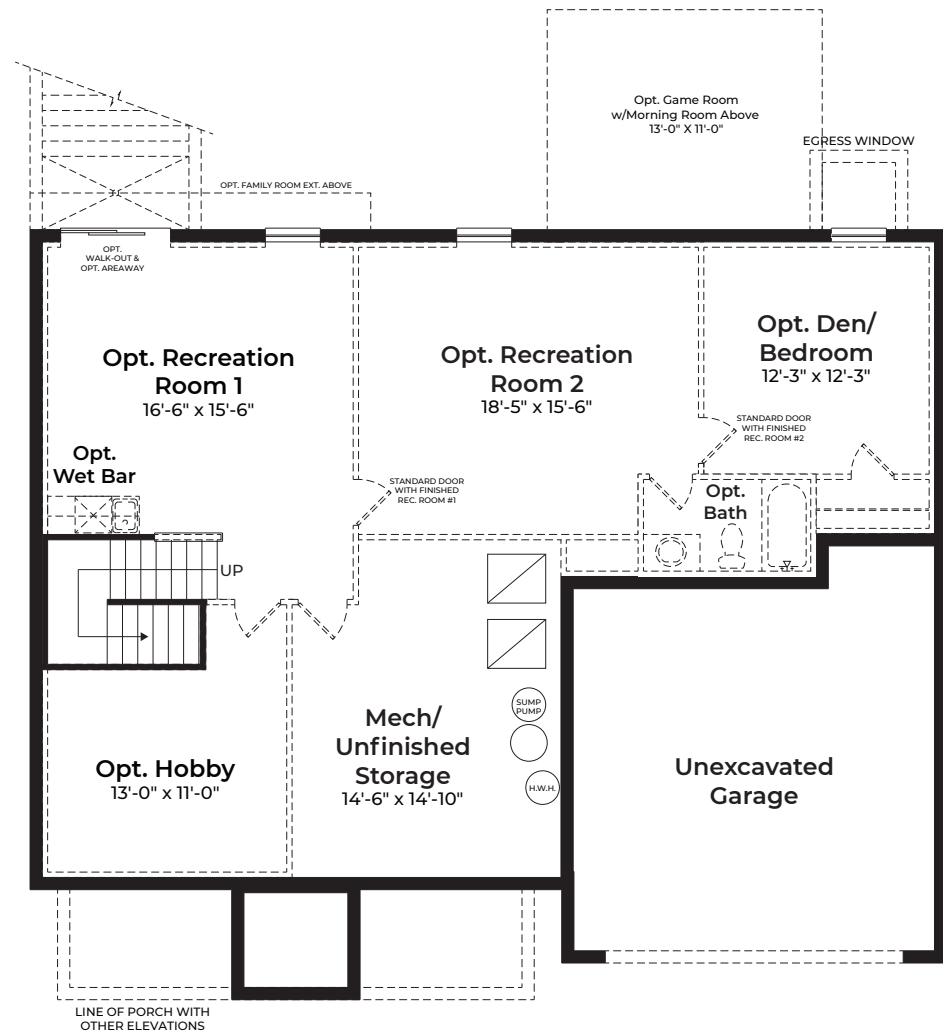 Opt. Game Room
w/Morning Room Above
13'-0" X 11'-0"
EGRESS WINDOW
OPT. FAMILY ROOM EXT. ABOVE
OPT.
WALK-OUT &
OPT. AREAWAY
Opt. Recreation
Room 1
16'-6" x 15'-6"
Opt. Recreation
Room 2
18'-5" x 15'-6"
Opt. Den/
Bedroom
12'-3" x 12'-3"
STANDARD DOOR
WITH FINISHED
REC. ROOM #2
Opt.
Wet Bar
STANDARD DOOR
WITH FINISHED
REC. ROOM #1
Opt.
Bath
UP
SUMP
PUMP
Mech/
Unfinished
Storage
14'-6" x 14'-10"
H.W.H.
Opt. Hobby
13'-0" x 11'-0"
Unexcavated
Garage
LINE OF PORCH WITH
OTHER ELEVATIONS